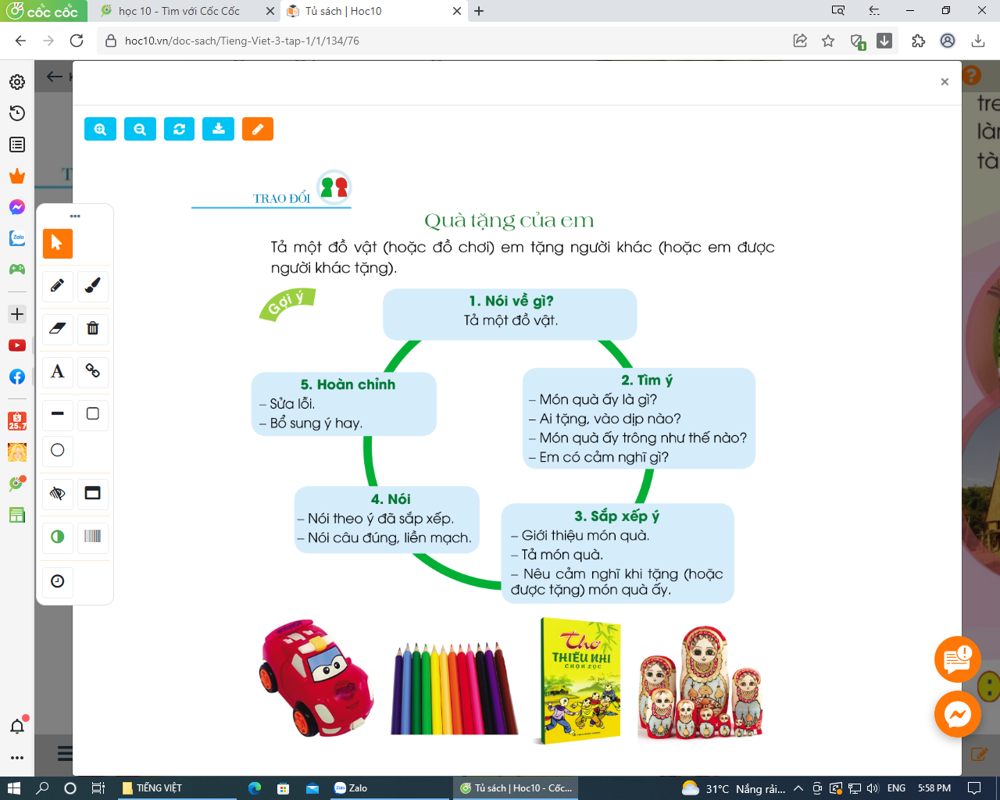 cốc cốc
học 10 - Tìm với Cốc Cốc
Tủ sách | Hoc10
hoc10.vn/doc-sach/Tieng-Viet-3-tap-1/1/134/76
1
×
?
TRAO ĐỔI
Quà tặng của em
Tả một đồ vật (hoặc đồ chơi) em tặng người khác (hoặc em được
người khác tặng).
Gợi ý
1. Nói về gì?
Tả một đồ vật.
2. Tìm ý
– Món quà ấy là gì?
– Ai tặng, vào dịp nào?
– Món quà ấy trông như thế nào?
– Em có cảm nghĩ gì?
3. Sắp xếp ý
– Giới thiệu món quà.
– Tả món quà.
– Nêu cảm nghĩ khi tặng (hoặc
được tặng) món quà ấy.
4. Nói
– Nói theo ý đã sắp xếp.
– Nói câu đúng, liền mạch.
5. Hoàn chỉnh
– Sửa lỗi.
– Bổ sung ý hay.
Thơ
THIẾU NHI
CHỌN LỌC
A
Zalo
25.7
tre
làn
tà
TIẾNG VIỆT
Zalo
Tủ sách | Hoc10 - Cốc...
31°C Nắng rải...
ENG
5:58 PM